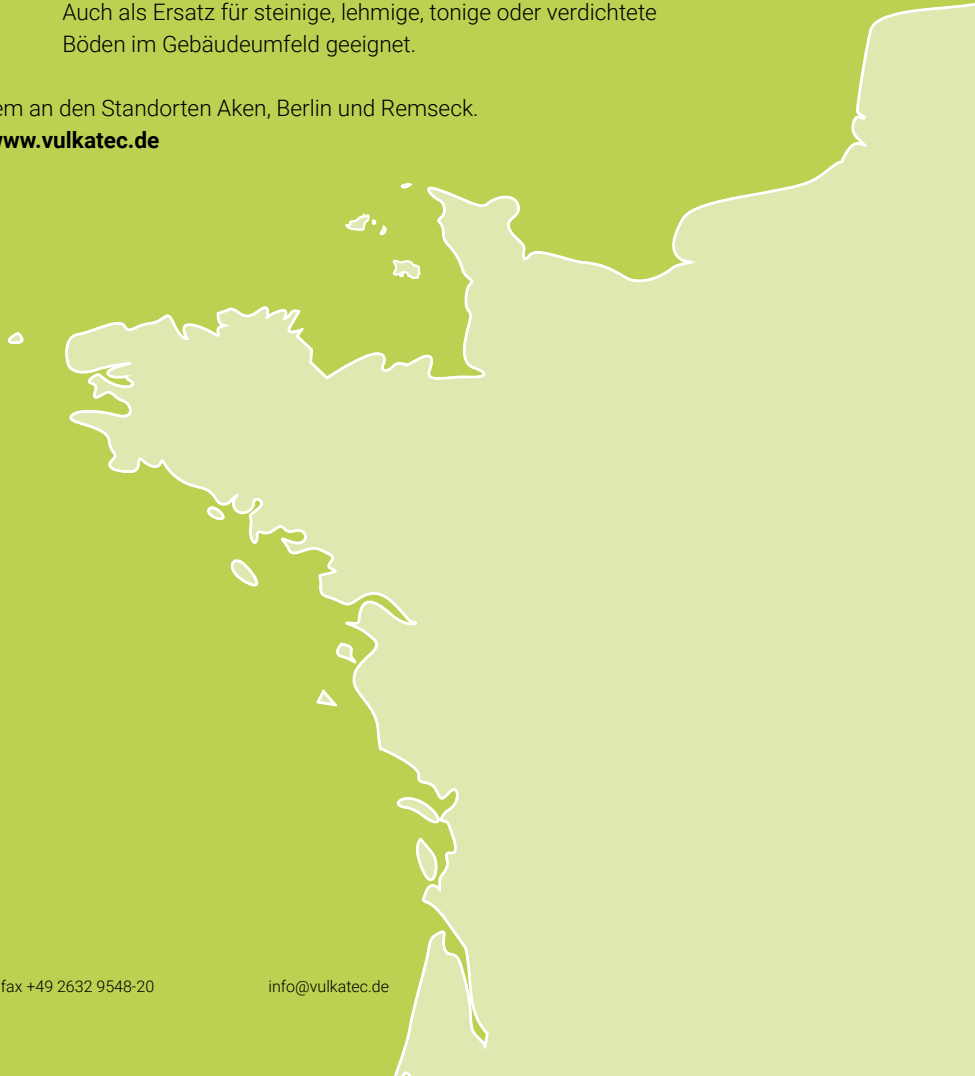 Auch als Ersatz für steinige, lehmige, tonige oder verdichtete
Böden im Gebäudeumfeld geeignet.
an den Standorten Aken, Berlin und Remseck.
www.vulkatec.de
fax +49 2632 9548-20 info@vulkatec.de